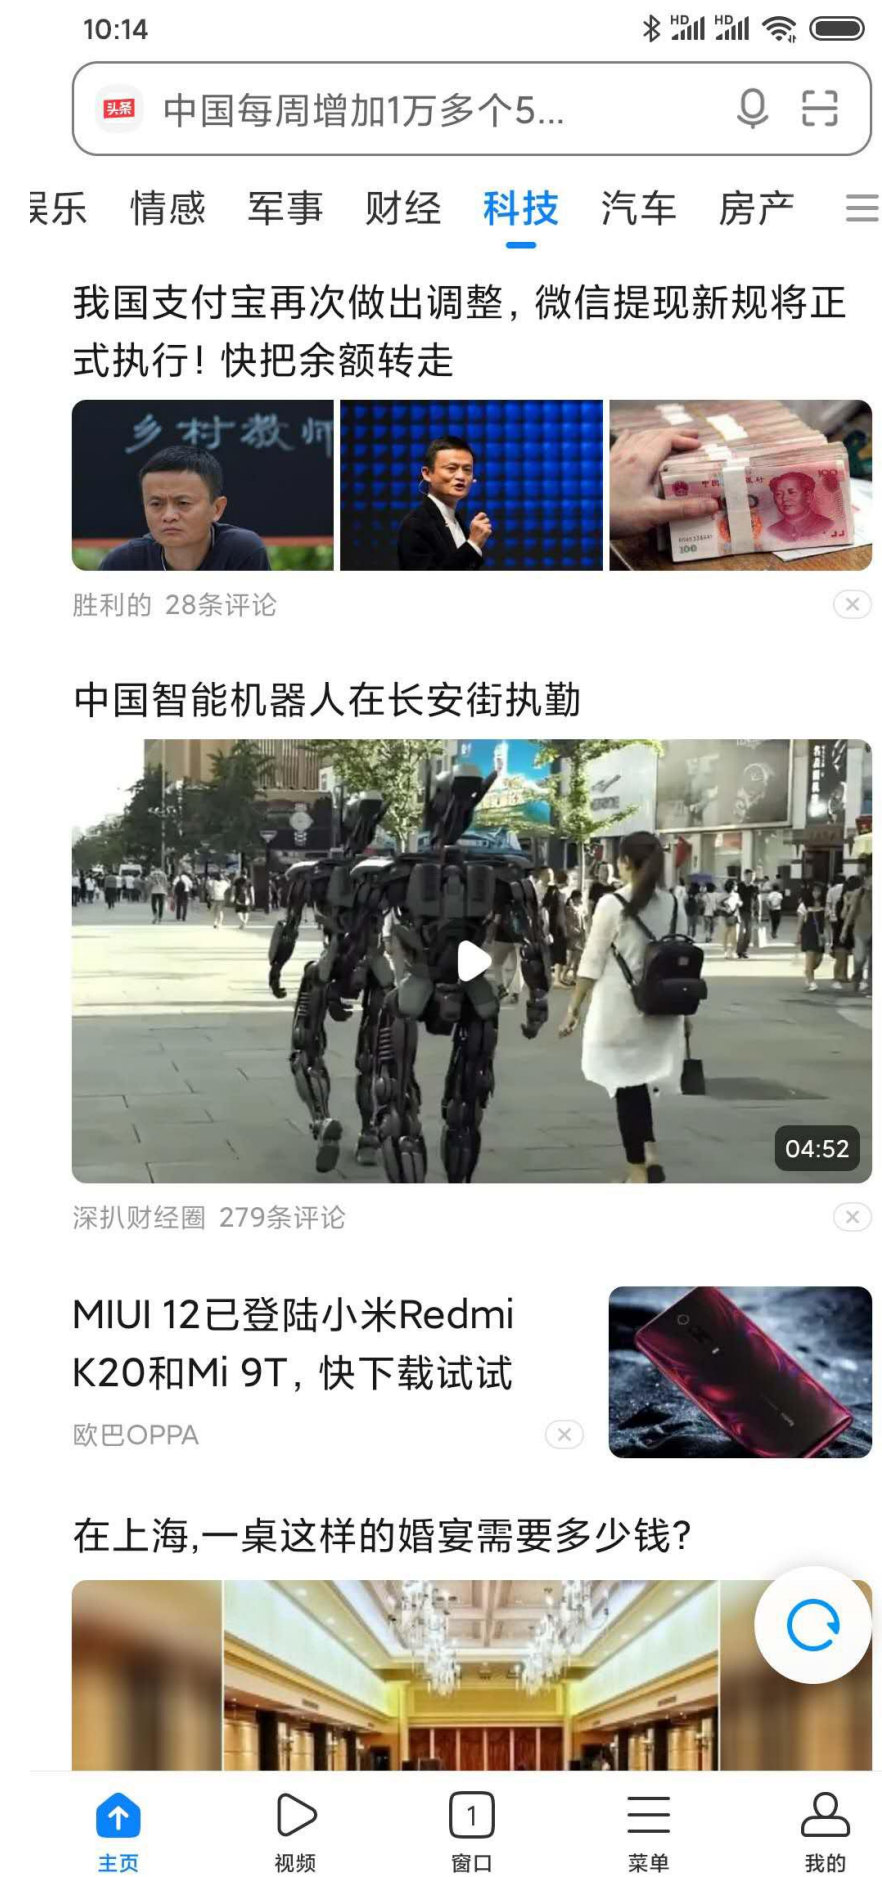 10:14
HD HD
头条 中国每周增加1万多个5...
娱乐 情感 军事 财经 科技 汽车 房产
我国支付宝再次做出调整，微信提现新规将正
式执行！快把余额转走
乡村教师
100
100
胜利的 28条评论
中国智能机器人在长安街执勤
04:52
深扒财经圈 279条评论
MIUI 12已登陆小米Redmi
K20和Mi 9T，快下载试试
欧巴OPPA
在上海,一桌这样的婚宴需要多少钱?
1
主页 视频 窗口 菜单 我的